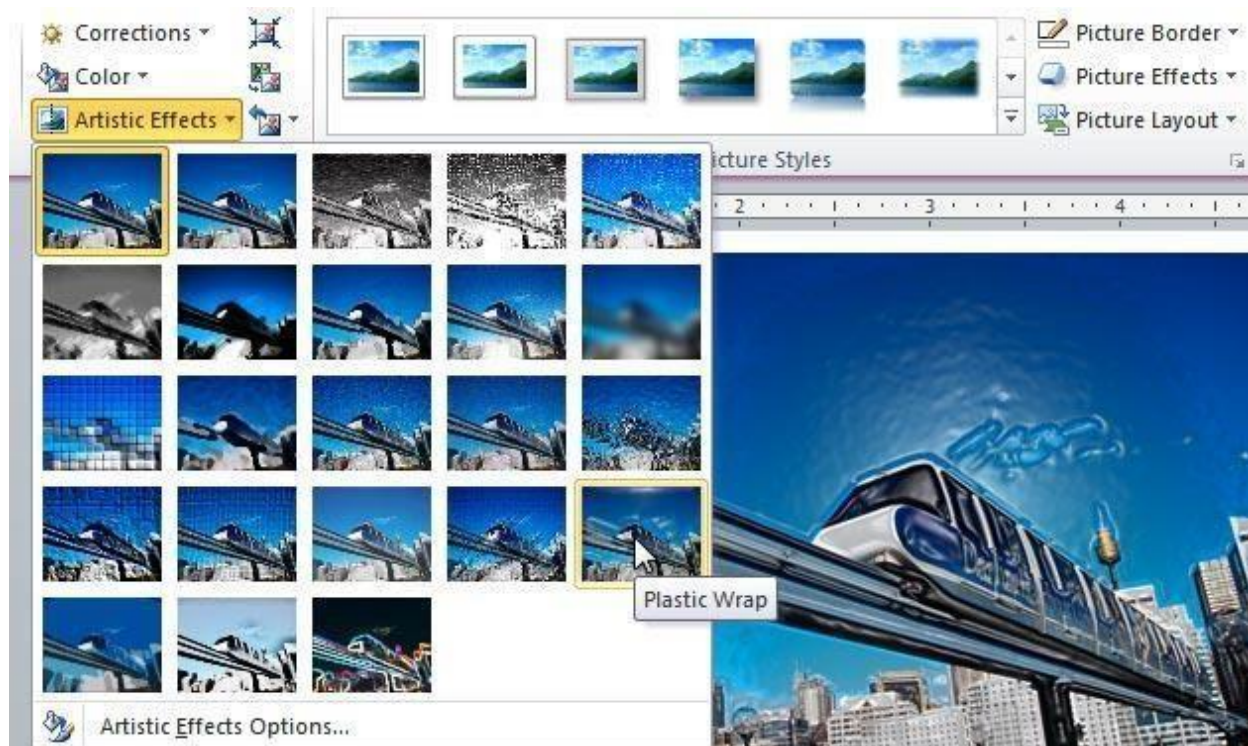 Corrections
Color
Artistic Effects
Picture Border
Picture Effects
Picture Layout
icture Styles
2 3 4
Plastic Wrap
Artistic Effects Options...